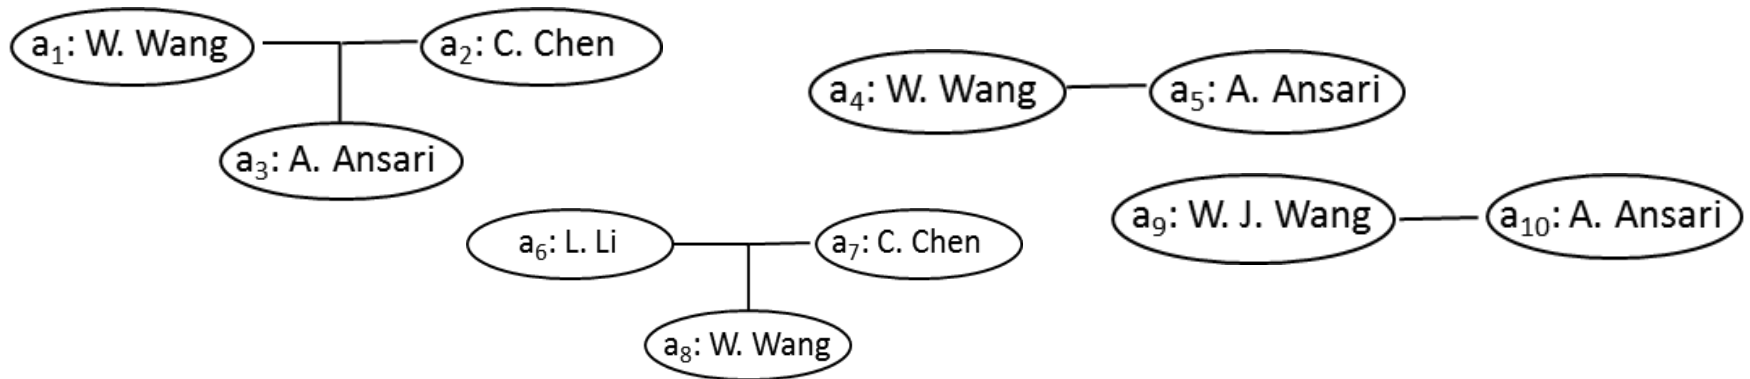 a₁: W. Wang
a₂: C. Chen
a₃: A. Ansari
a₄: W. Wang
a₅: A. Ansari
a₆: L. Li
a₇: C. Chen
a₈: W. Wang
a₉: W. J. Wang
a₁₀: A. Ansari